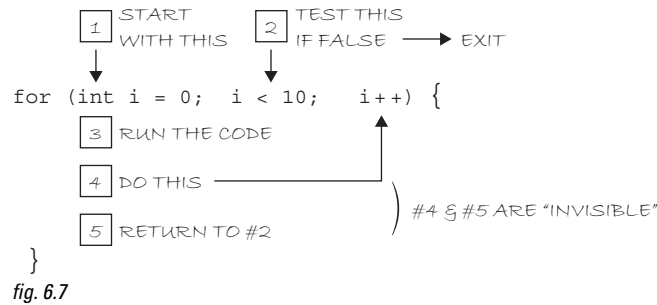 1 START
WITH THIS
2 TEST THIS
IF FALSE EXIT
for (int i = 0; i < 10; i++) {
3 RUN THE CODE
4 DO THIS
#4 & #5 ARE "INVISIBLE"
5 RETURN TO #2
}
fig. 6.7